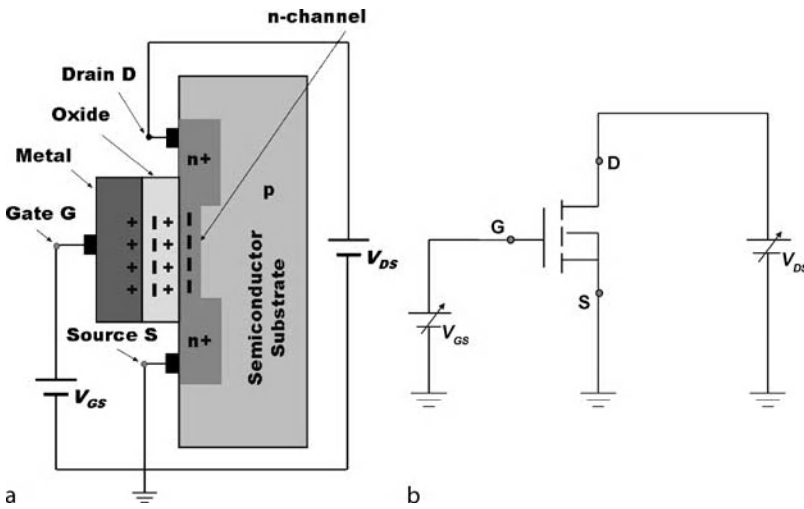 n-channel
Drain D
Oxide
Metal
Gate G
n+
p
+ - +
+ - + -
+ - + -
+ - + -
Semiconductor
Substrate
V_DS
Source S
n+
V_GS
a
D
G
S
V_GS
V_DS
b